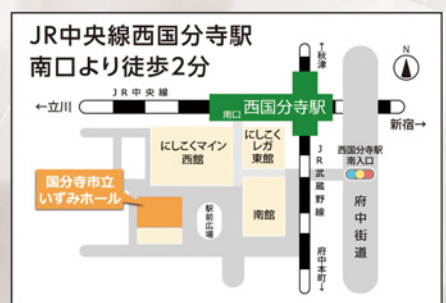 JR中央線西国分寺駅
南口より徒歩2分
N
←秋津
JR中央線
←立川
南口 西国分寺駅
新宿→
にしこくマイン
西館
にしこく
レガ
東館
西国分寺駅
南入口
JR武蔵野線
国分寺市立
いずみホール
駅前広場
南館
府中街道
府中本町→